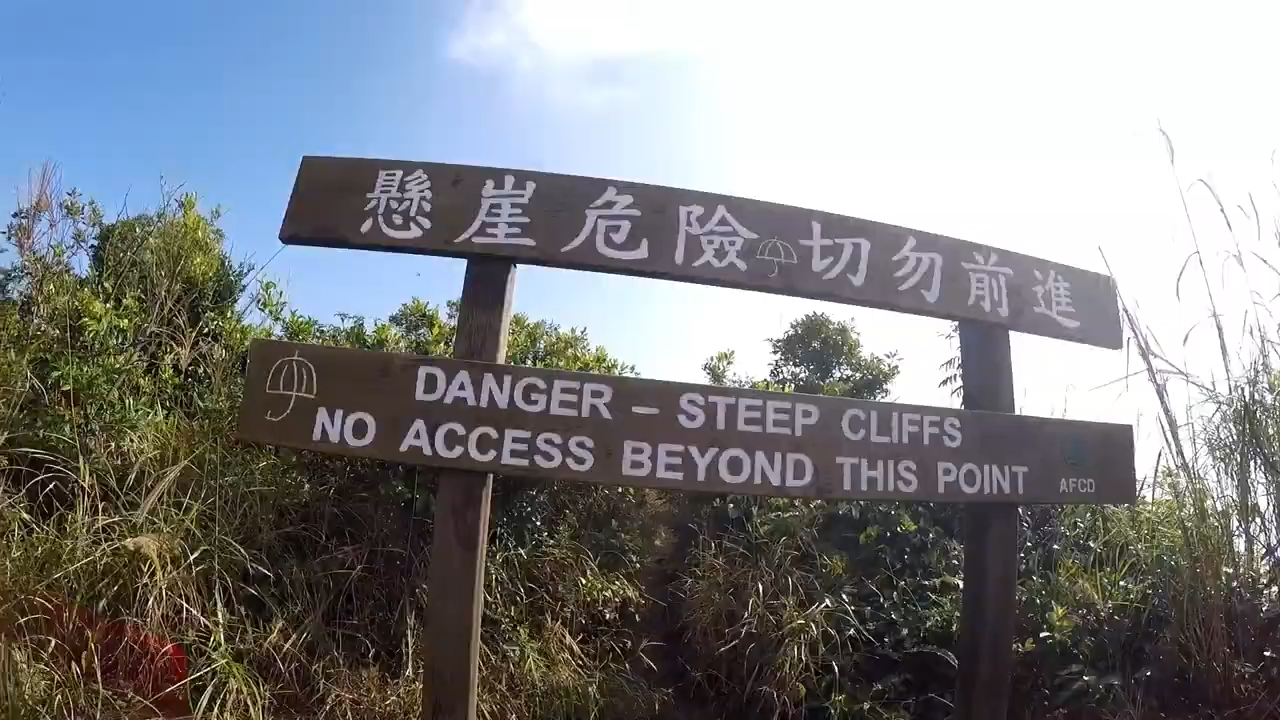 懸崖危險 切勿前進
DANGER – STEEP CLIFFS
NO ACCESS BEYOND THIS POINT
AFCD